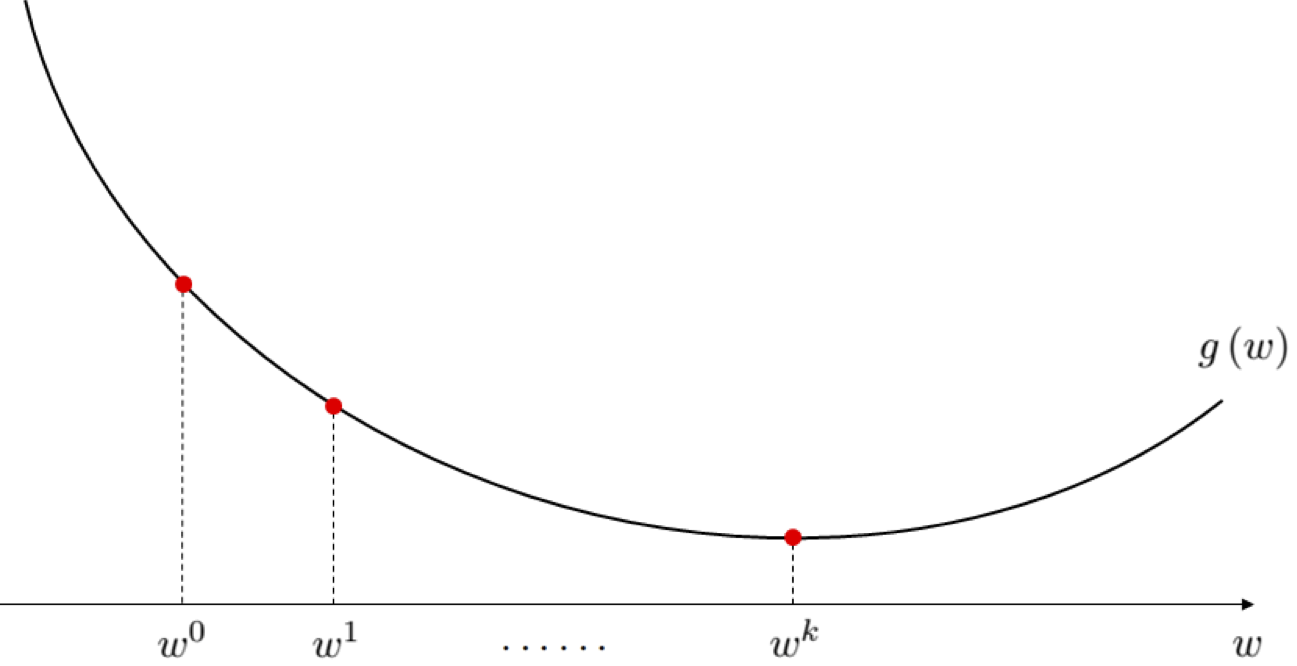 g (w)
w⁰ w¹ ...... wᵏ w